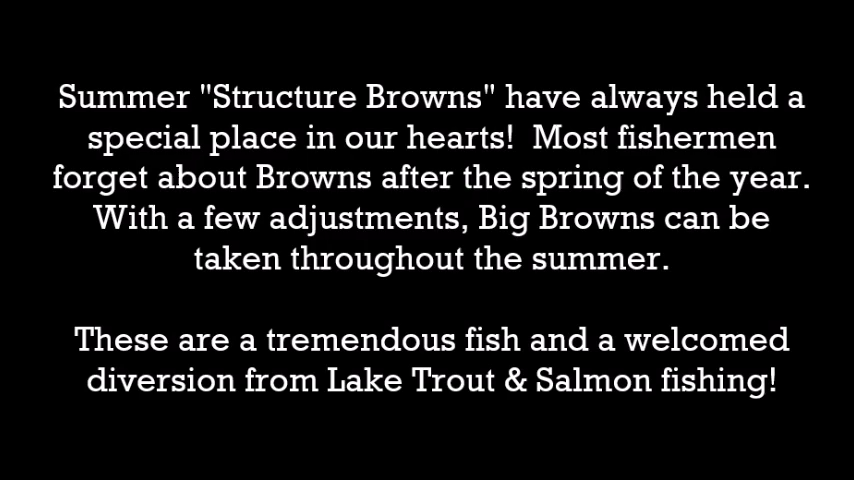 Summer "Structure Browns" have always held a
special place in our hearts!  Most fishermen
forget about Browns after the spring of the year.
With a few adjustments, Big Browns can be
taken throughout the summer.
These are a tremendous fish and a welcomed
diversion from Lake Trout & Salmon fishing!